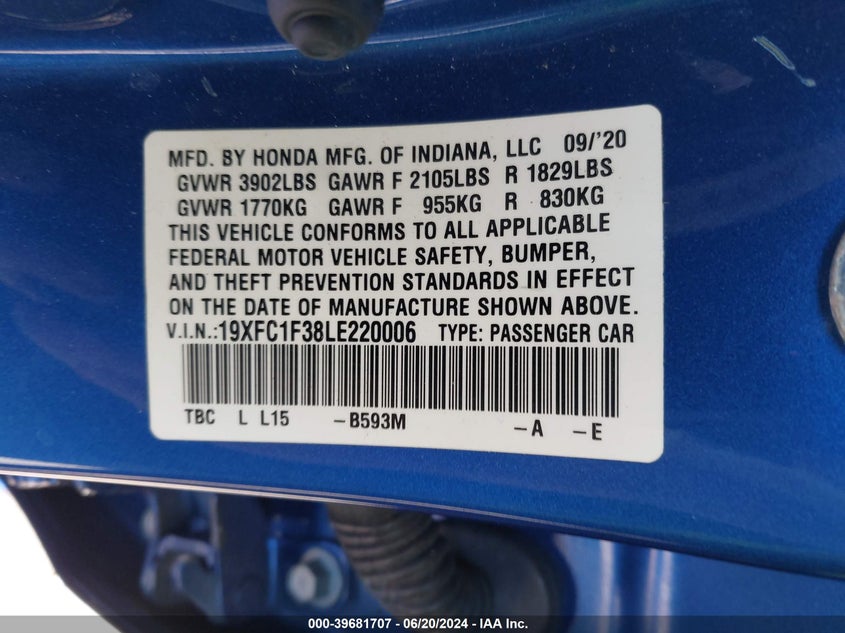 MFD. BY HONDA MFG. OF INDIANA, LLC 09/'20
GVWR 3902LBS GAWR F 2105LBS R 1829LBS
GVWR 1770KG GAWR F 955KG R 830KG
THIS VEHICLE CONFORMS TO ALL APPLICABLE
FEDERAL MOTOR VEHICLE SAFETY, BUMPER,
AND THEFT PREVENTION STANDARDS IN EFFECT
ON THE DATE OF MANUFACTURE SHOWN ABOVE.
V.I.N.:19XFC1F38LE220006 TYPE: PASSENGER CAR
TBC L L15 -B593M -A -E
000-39681707 / 06/20/2024 - IAA Inc.